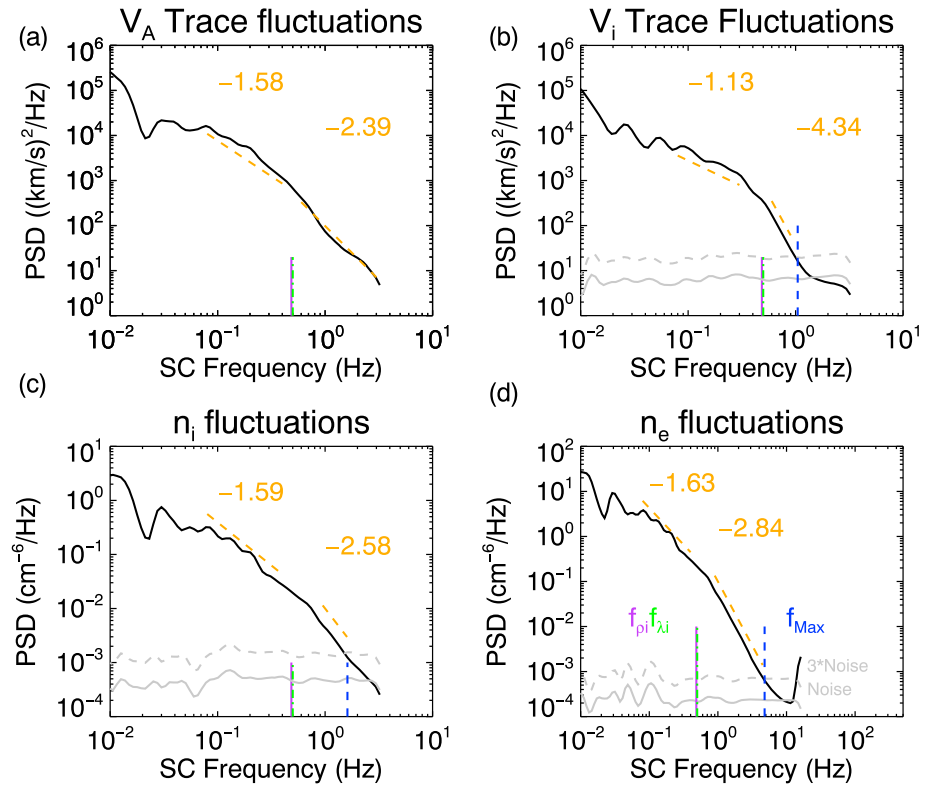 (a)
V_A Trace fluctuations
PSD ((km/s)^2/Hz)
10^6
10^5
10^4
10^3
10^2
10^1
10^0
−1.58
−2.39
10^-2 10^-1 10^0 10^1
SC Frequency (Hz)
(b)
V_i Trace Fluctuations
PSD ((km/s)^2/Hz)
10^6
10^5
10^4
10^3
10^2
10^1
10^0
−1.13
−4.34
10^-2 10^-1 10^0 10^1
SC Frequency (Hz)
(c)
n_i fluctuations
PSD (cm^−6/Hz)
10^1
10^0
10^-1
10^-2
10^-3
10^-4
−1.59
−2.58
10^-2 10^-1 10^0 10^1
SC Frequency (Hz)
(d)
n_e fluctuations
PSD (cm^−6/Hz)
10^2
10^1
10^0
10^-1
10^-2
10^-3
10^-4
−1.63
−2.84
f_ρi f_λi
f_Max
3*Noise
Noise
10^-2 10^-1 10^0 10^1 10^2
SC Frequency (Hz)